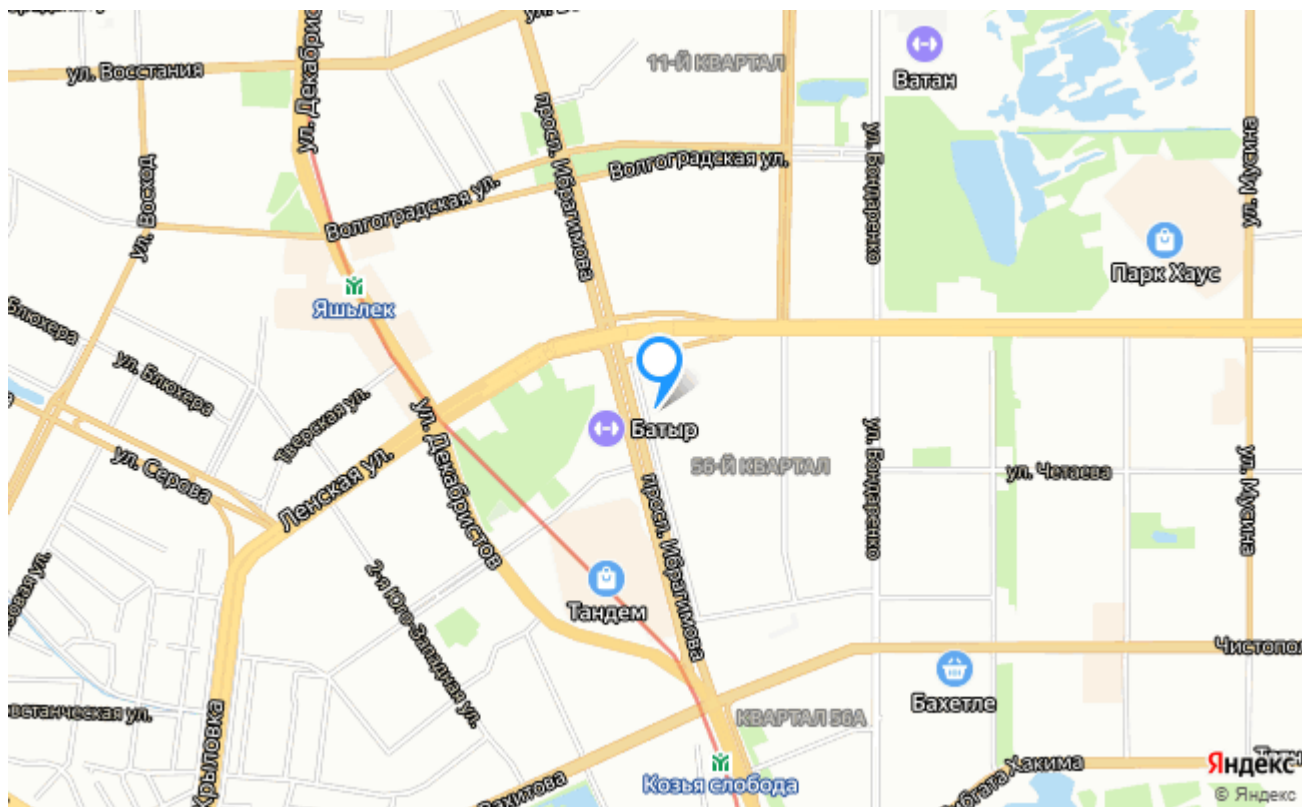 ул. Восстания
ул. Декабрис
11-Й КВАРТАЛ
Ватан
просп. Ибрагимова
ул. Бондаренко
ул. Мусина
Волгоградская ул.
ул. Восход
Волгоградская ул.
Парк Хаус
Яшьлек
Блюхера
ул. Блюхера
Тверская ул.
ул. Декабристов
Батыр
56-Й КВАРТАЛ
ул. Бондаренко
ул. Четаева
ул. Мусина
ул. Серова
Ленская ул.
просп. Ибрагимова
2-я Юго-Западная ул.
Тандем
Чистопол
Бахетле
КВАРТАЛ 56А
Крыловка
Козья слобода
Вахитова
Яндекс
© Яндекс